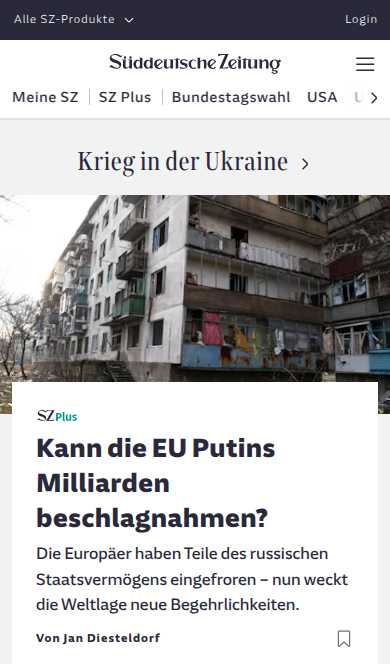 Alle SZ-Produkte
Login
Süddeutsche Zeitung
Meine SZ
SZ Plus
Bundestagswahl
USA
Krieg in der Ukraine
SZ Plus
Kann die EU Putins
Milliarden
beschlagnahmen?
Die Europäer haben Teile des russischen
Staatsvermögens eingefroren – nun weckt
die Weltlage neue Begehrlichkeiten.
Von Jan Diesteldorf